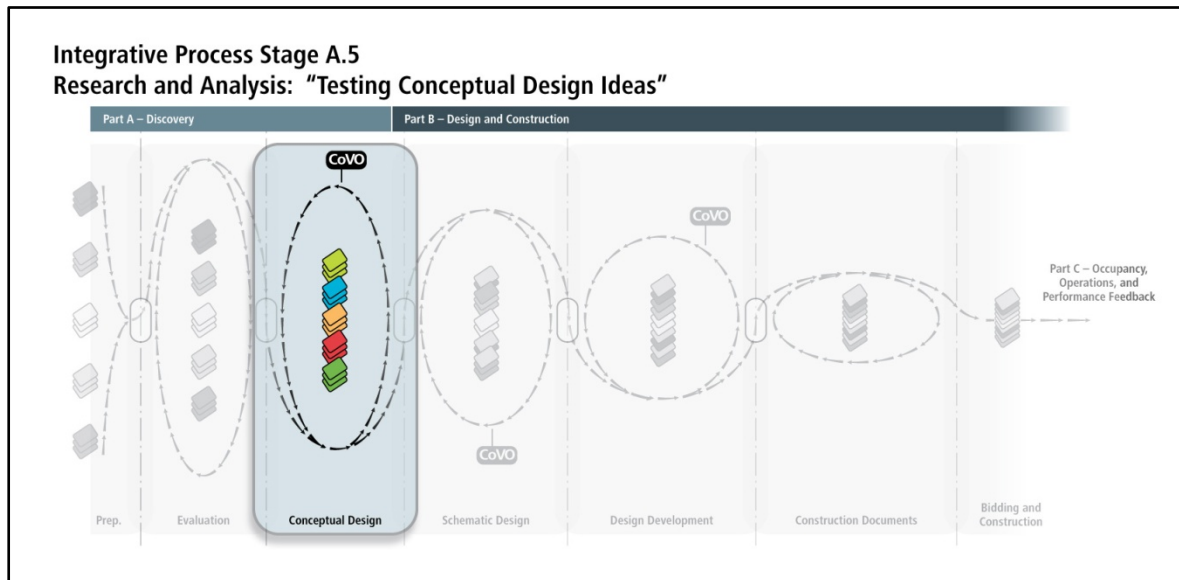 Integrative Process Stage A.5
Research and Analysis: “Testing Conceptual Design Ideas”
Part A – Discovery
Part B – Design and Construction
CoVO
CoVO
CoVO
Part C – Occupancy,
Operations, and
Performance Feedback
Prep.
Evaluation
Conceptual Design
Schematic Design
Design Development
Construction Documents
Bidding and
Construction